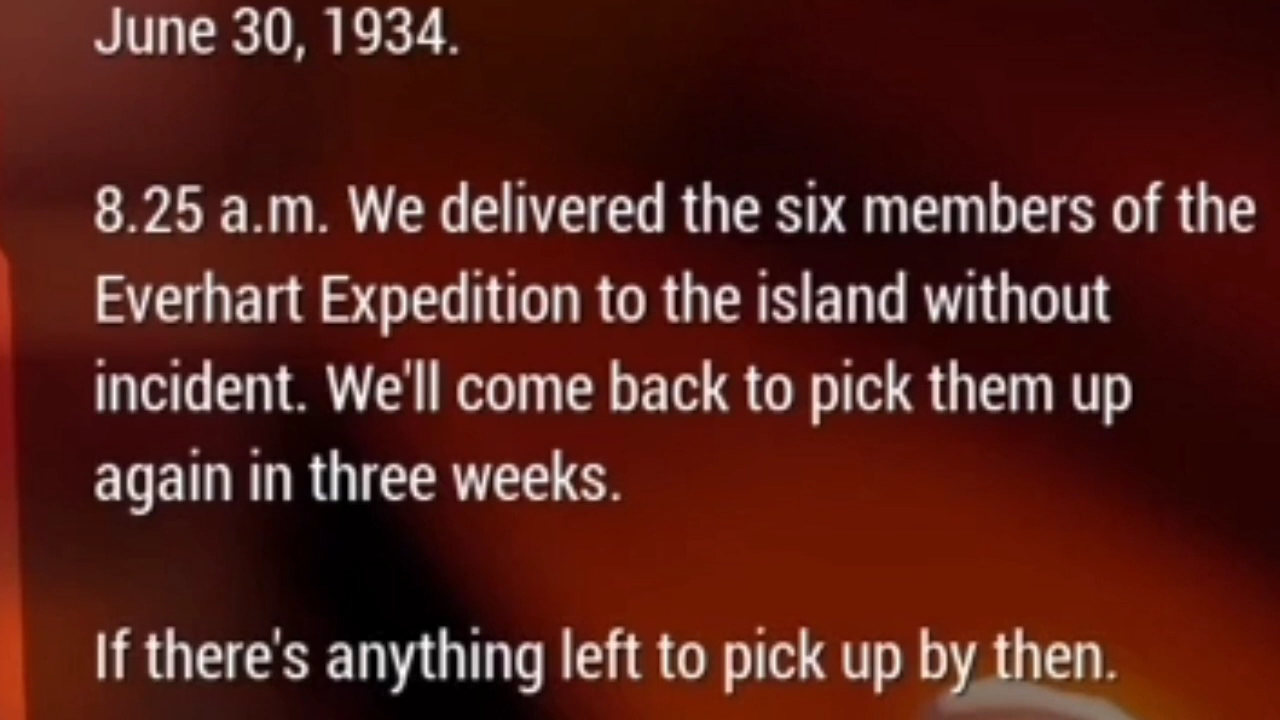 June 30, 1934.
8.25 a.m. We delivered the six members of the
Everhart Expedition to the island without
incident. We'll come back to pick them up
again in three weeks.
If there's anything left to pick up by then.